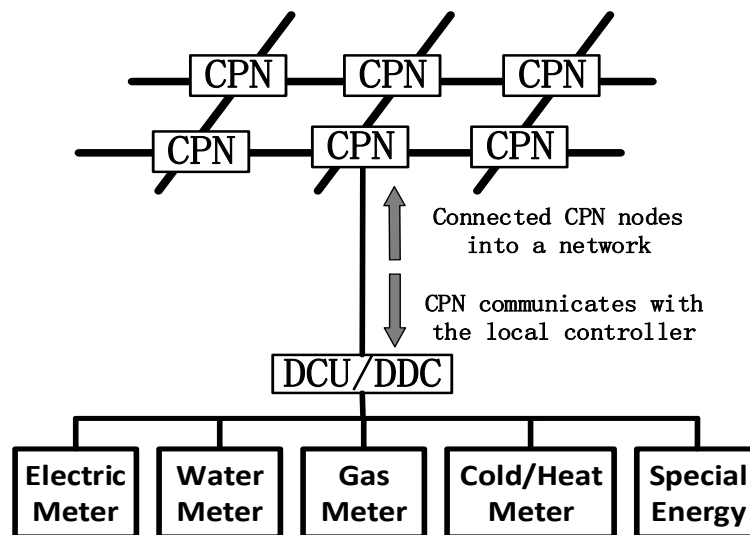 CPN CPN CPN
CPN CPN CPN
Connected CPN nodes
into a network
CPN communicates with
the local controller
DCU/DDC
Electric
Meter
Water
Meter
Gas
Meter
Cold/Heat
Meter
Special
Energy